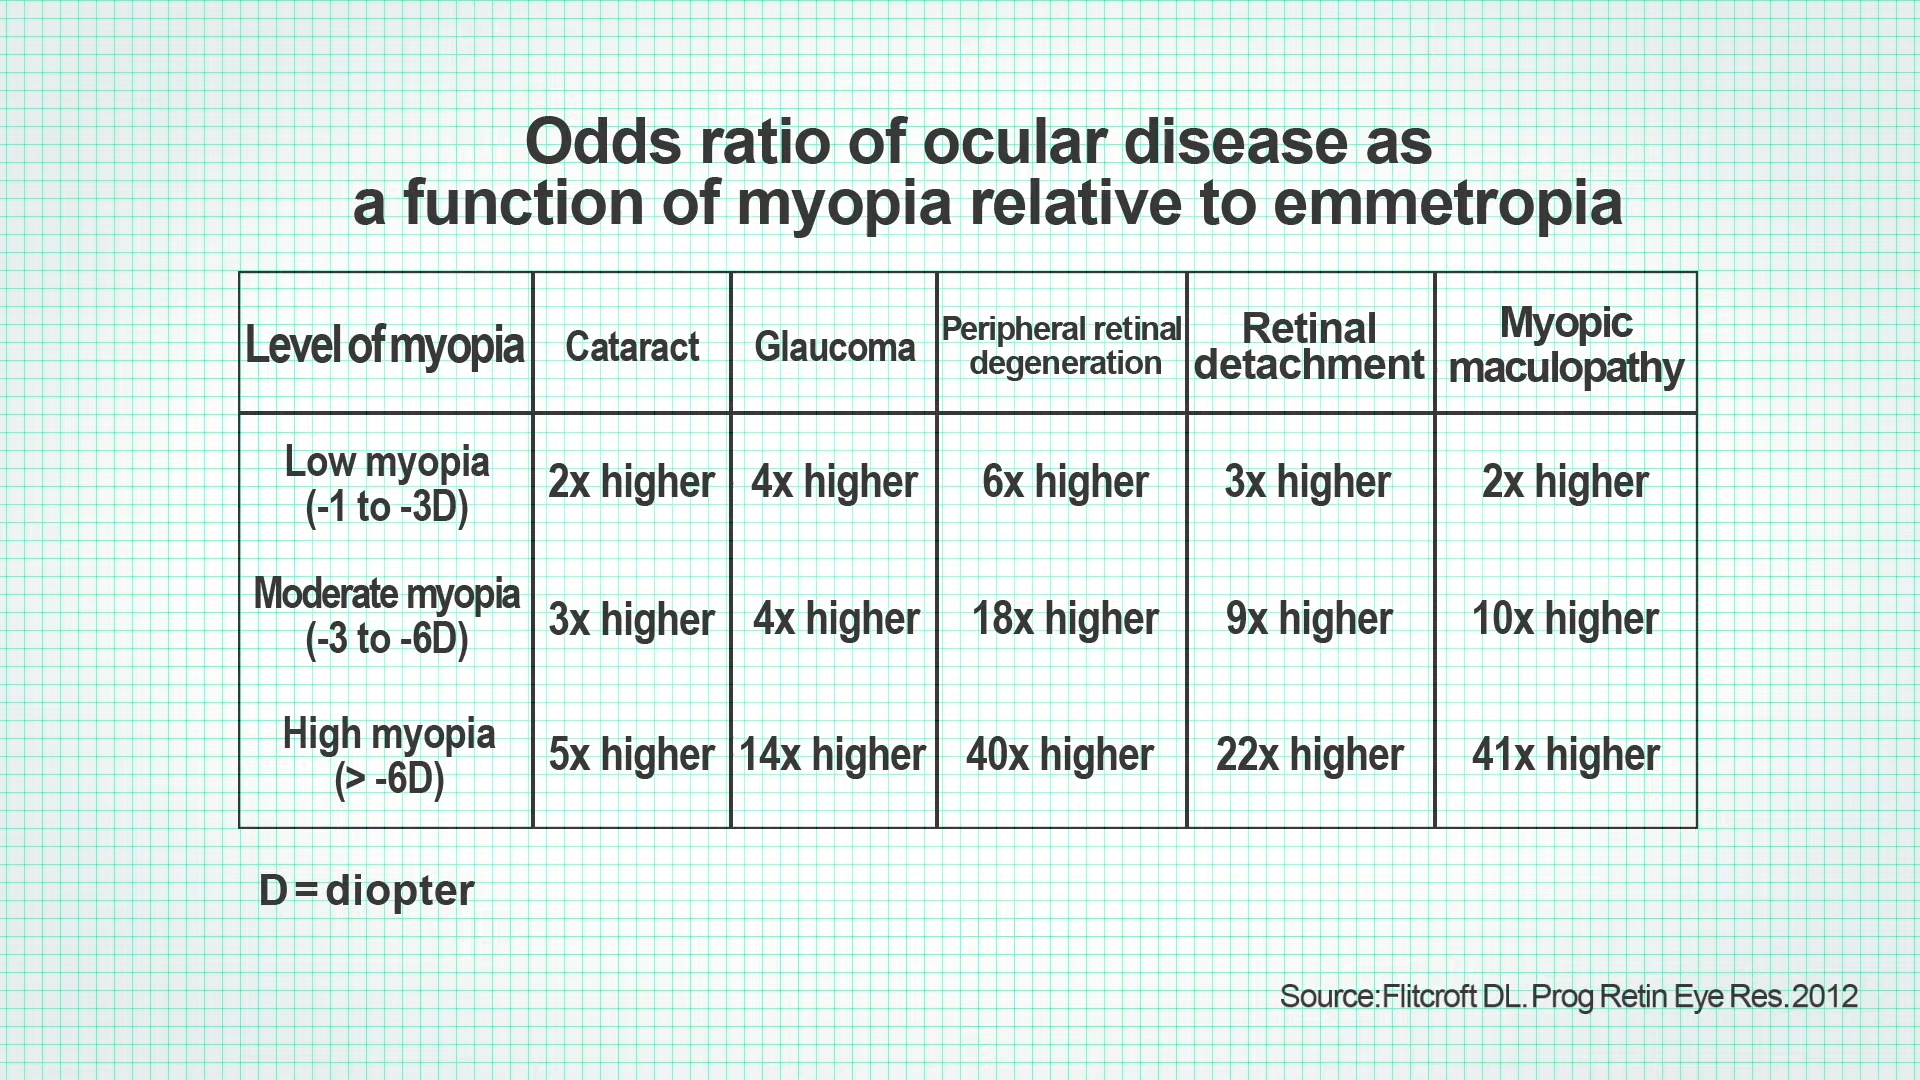 Odds ratio of ocular disease as
a function of myopia relative to emmetropia
Level of myopia
Cataract
Glaucoma
Peripheral retinal
degeneration
Retinal
detachment
Myopic
maculopathy
Low myopia
(-1 to -3D)
2x higher
4x higher
6x higher
3x higher
2x higher
Moderate myopia
(-3 to -6D)
3x higher
4x higher
18x higher
9x higher
10x higher
High myopia
(> -6D)
5x higher
14x higher
40x higher
22x higher
41x higher
D = diopter
Source: Flitcroft DL. Prog Retin Eye Res. 2012